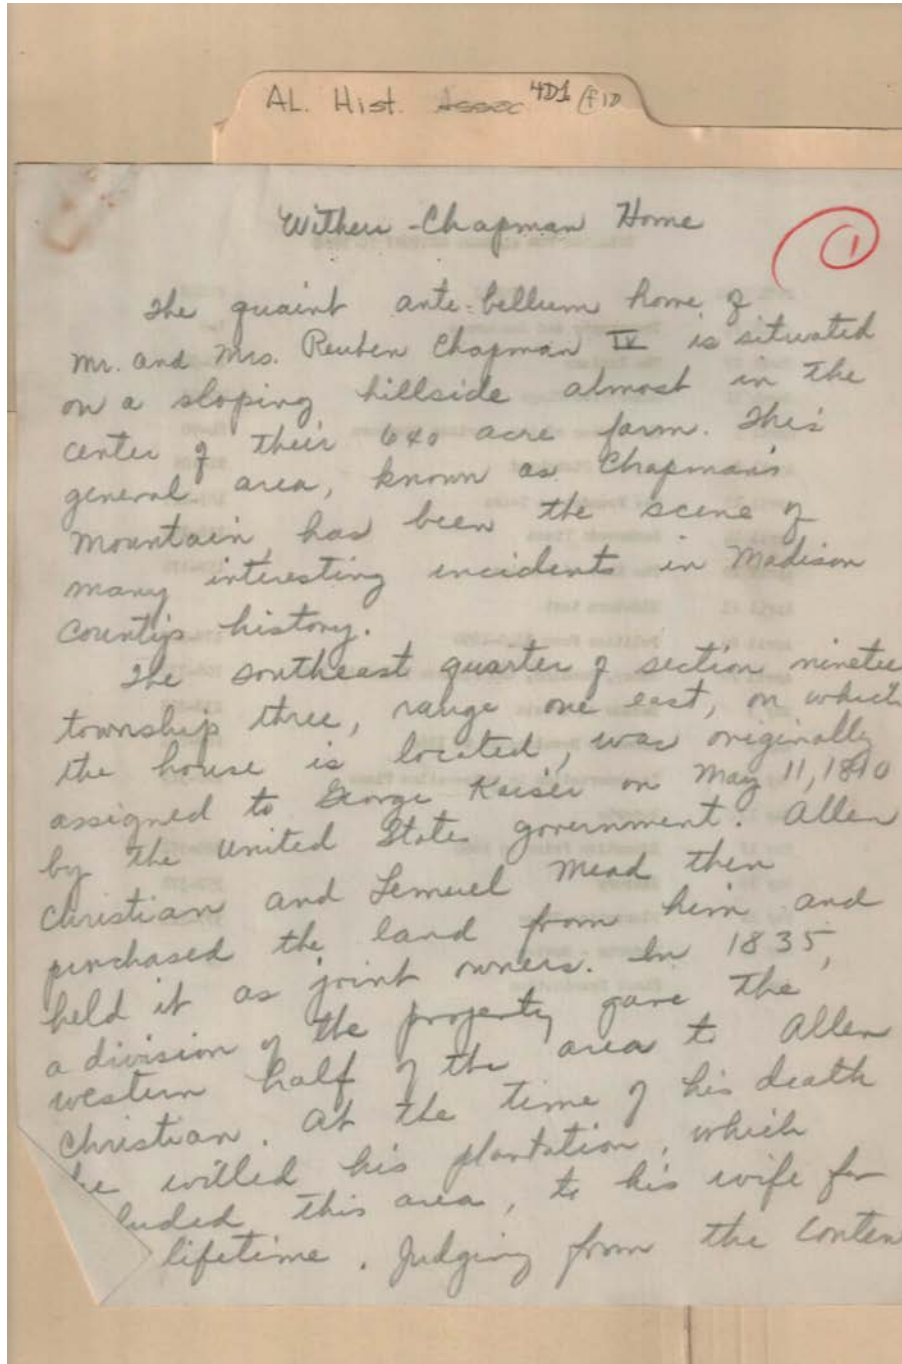 AL. Hist. Assoc 4D1 f10
Withers-Chapman Home
1
The quaint ante-bellum home of
Mr. and Mrs. Reuben Chapman IV is situated
on a sloping hillside almost in the
center of their 640 acre farm. This
general area, known as Chapman's
Mountain, has been the scene of
many interesting incidents in Madison
County's history.
The southeast quarter of section ninetee
township three, range one east, on which
the house is located, was originally
assigned to George Kaiser on May 11, 1810
by the United State government. Allen
Christian and Lemuel Mead then
purchased the land from him and
held it as joint owners. In 1835,
a division of the property gave the
western half of the area to Allen
Christian. At the time of his death
he willed his plantation, which
luded this area, to his wife for
lifetime. Judging from the conten